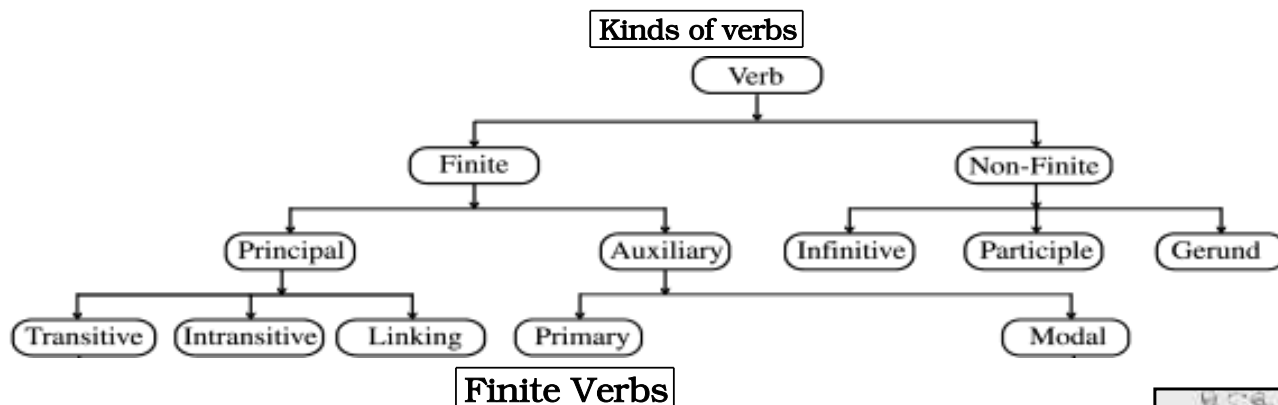 Kinds of verbs
Verb
Finite Non-Finite
Principal Auxiliary Infinitive Participle Gerund
Transitive Intransitive Linking Primary Modal
Finite Verbs